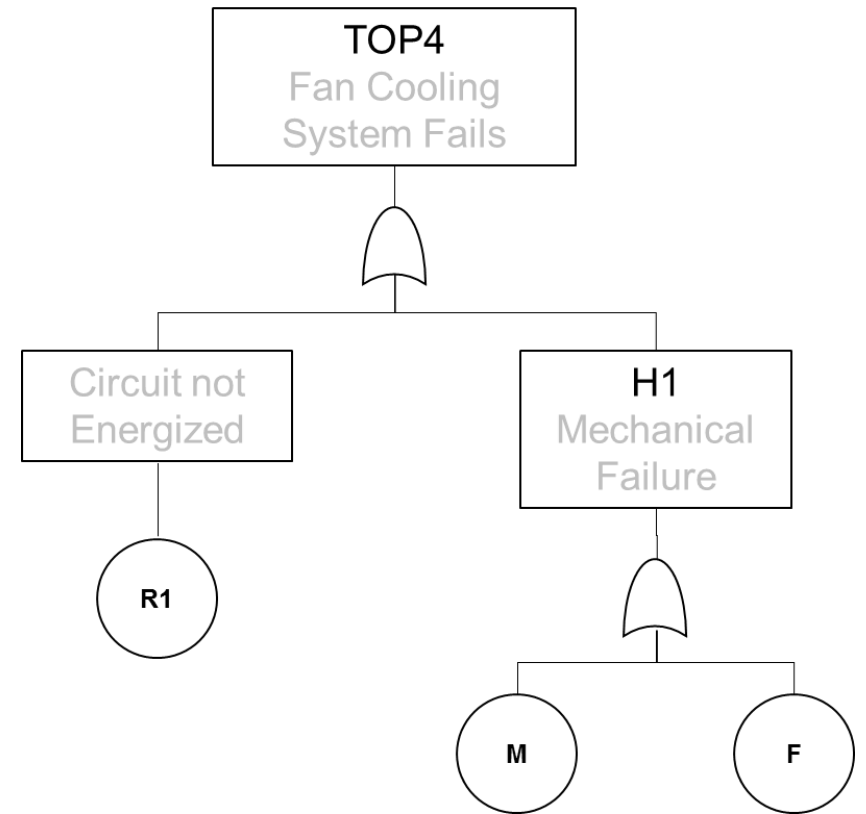 TOP4
Fan Cooling
System Fails
Circuit not
Energized
H1
Mechanical
Failure
R1
M
F